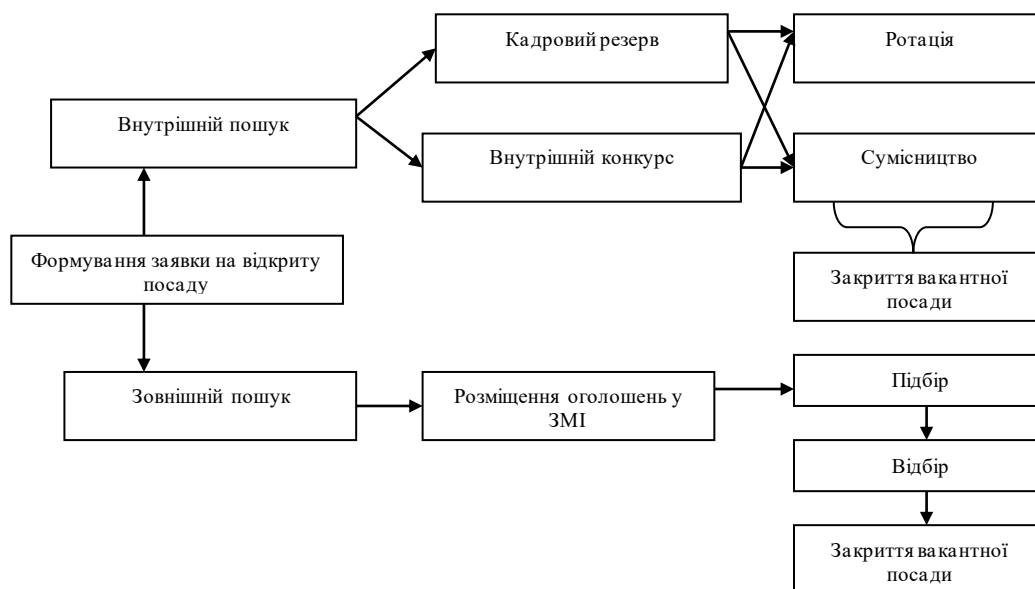 Кадровий резерв
Ротація
Внутрішній пошук
Внутрішній конкурс
Сумісництво
Формування заявки на відкриту
посаду
Закриття вакантної
посади
Зовнішній пошук
Розміщення оголошень у
ЗМІ
Підбір
Відбір
Закриття вакантної
посади